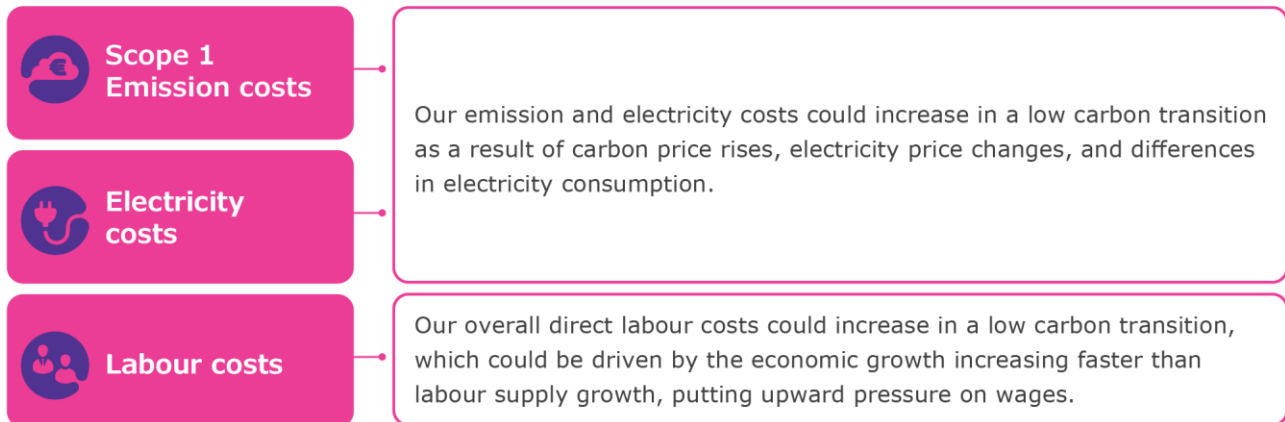 Scope 1
Emission costs
Our emission and electricity costs could increase in a low carbon transition
as a result of carbon price rises, electricity price changes, and differences
in electricity consumption.
Electricity
costs
Labour costs
Our overall direct labour costs could increase in a low carbon transition,
which could be driven by the economic growth increasing faster than
labour supply growth, putting upward pressure on wages.